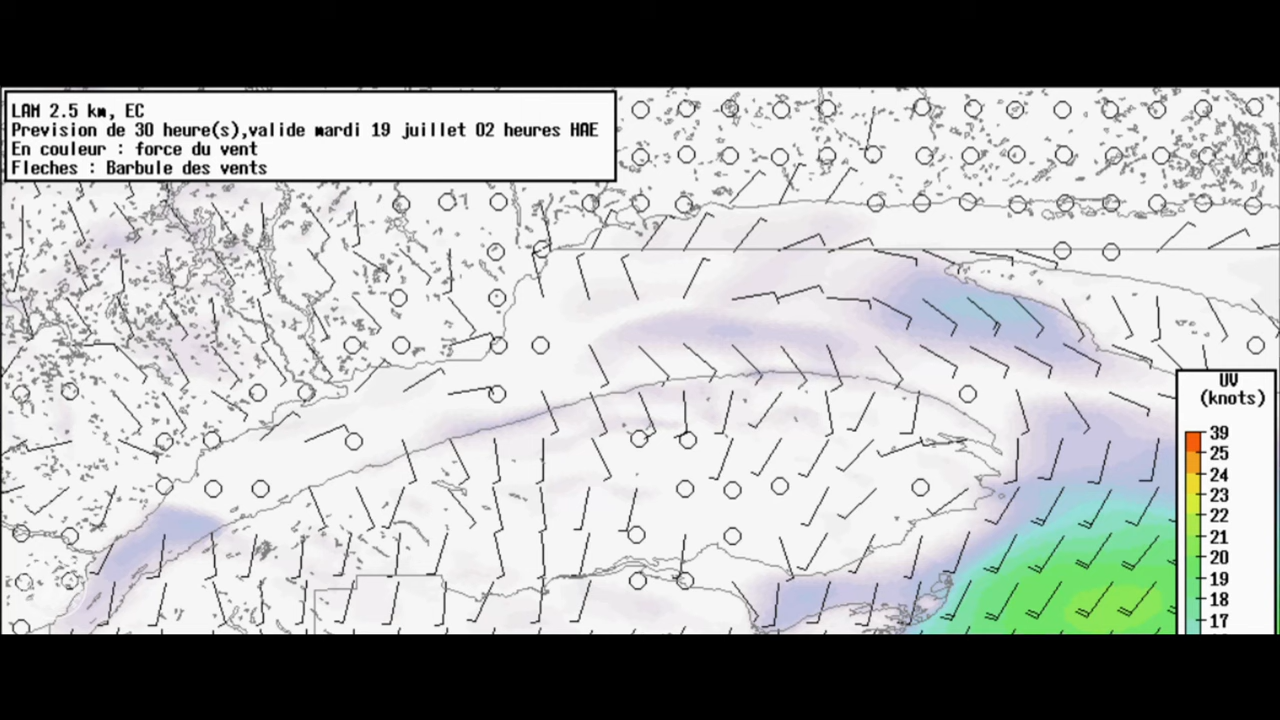 LAM 2.5 km, EC
Prevision de 30 heure(s),valide mardi 19 juillet 02 heures HAE
En couleur : force du vent
Fleches : Barbule des vents
UV
(knots)
39
25
24
23
22
21
20
19
18
17